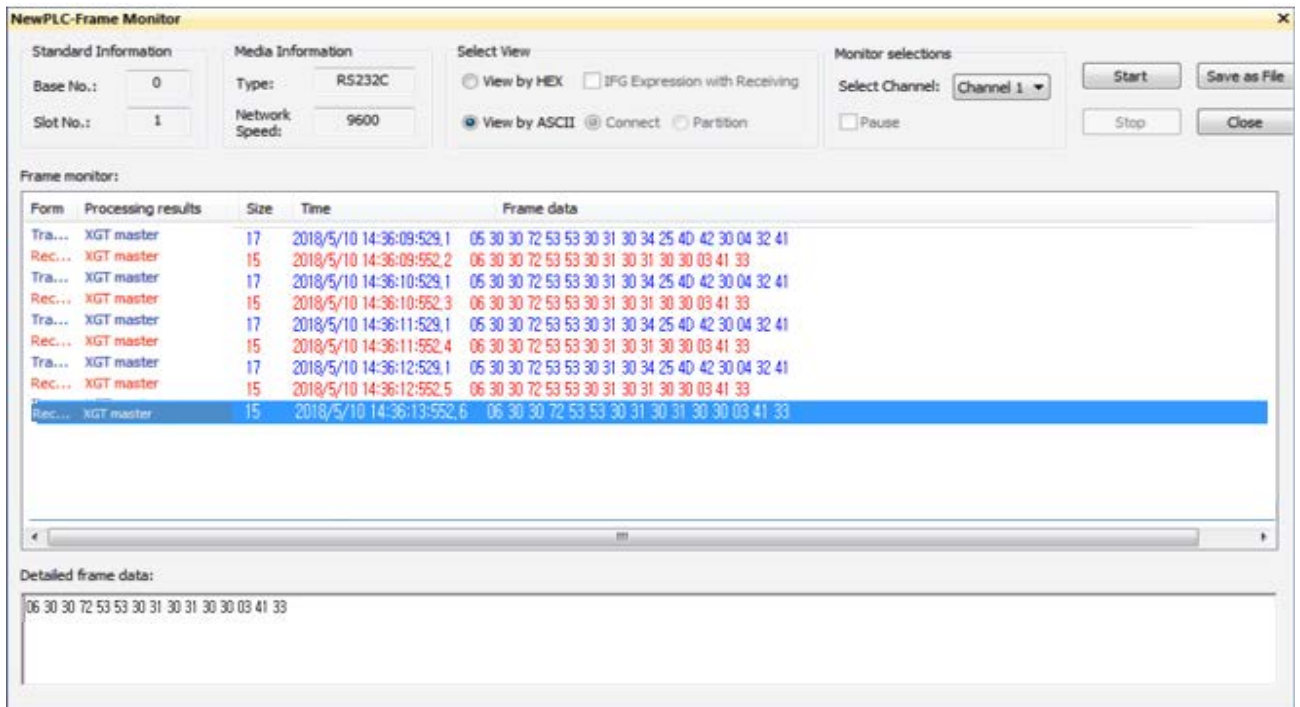 NewPLC-Frame Monitor
Standard Information
Media Information
Select View
Monitor selections
Base No.: 0
Type: RS232C
View by HEX IFG Expression with Receiving
Select Channel: Channel 1
Start
Save as File
Slot No.: 1
Network Speed: 9600
View by ASCII Connect Partition
Pause
Stop
Close
Frame monitor:
Form Processing results Size Time Frame data
Tra... XGT master 17 2018/5/10 14:36:09:529,1 05 30 30 72 53 53 30 31 30 34 25 4D 42 30 04 32 41
Rec... XGT master 15 2018/5/10 14:36:09:552,2 06 30 30 72 53 53 30 31 30 31 30 30 03 41 33
Tra... XGT master 17 2018/5/10 14:36:10:529,1 05 30 30 72 53 53 30 31 30 34 25 4D 42 30 04 32 41
Rec... XGT master 15 2018/5/10 14:36:10:552,3 06 30 30 72 53 53 30 31 30 31 30 30 03 41 33
Tra... XGT master 17 2018/5/10 14:36:11:529,1 05 30 30 72 53 53 30 31 30 34 25 4D 42 30 04 32 41
Rec... XGT master 15 2018/5/10 14:36:11:552,4 06 30 30 72 53 53 30 31 30 31 30 30 03 41 33
Tra... XGT master 17 2018/5/10 14:36:12:529,1 05 30 30 72 53 53 30 31 30 34 25 4D 42 30 04 32 41
Rec... XGT master 15 2018/5/10 14:36:12:552,5 06 30 30 72 53 53 30 31 30 31 30 30 03 41 33
Rec... XGT master 15 2018/5/10 14:36:13:552,6 06 30 30 72 53 53 30 31 30 31 30 30 03 41 33
Detailed frame data:
06 30 30 72 53 53 30 31 30 31 30 30 03 41 33